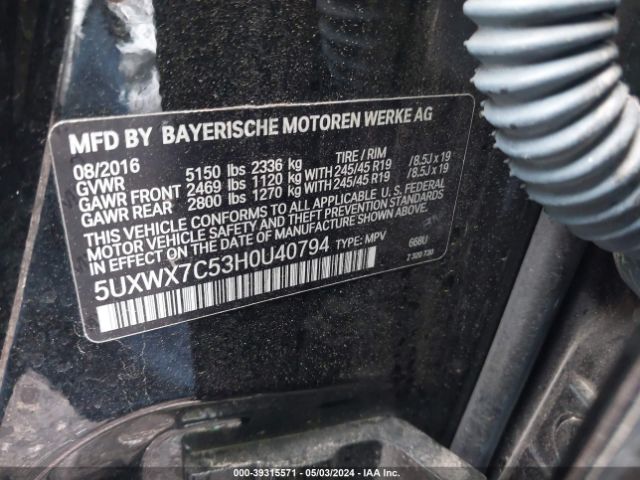 MFD BY BAYERISCHE MOTOREN WERKE AG
08/2016 5150 lbs 2336 kg TIRE / RIM
GVWR
GAWR FRONT 2469 lbs 1120 kg WITH 245/45 R19 /8.5J x 19
GAWR REAR 2800 lbs 1270 kg WITH 245/45 R19 /8.5J x 19
THIS VEHICLE CONFORMS TO ALL APPLICABLE U. S. FEDERAL
MOTOR VEHICLE SAFETY AND THEFT PREVENTION STANDARDS
IN EFFECT ON THE DATE OF MANUFACTURE SHOWN ABOVE.
5UXWX7C53H0U40794 TYPE: MPV 668U
7 320 730
000-39315571 | 05/03/2024 | IAA Inc.